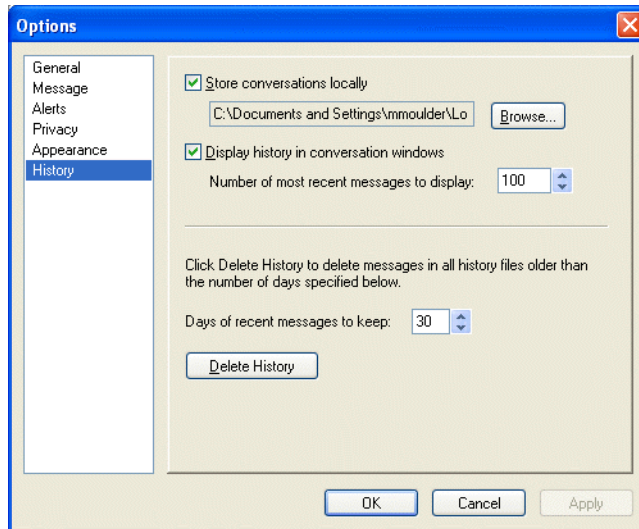 Options
General
Message
Alerts
Privacy
Appearance
History
Store conversations locally
C:\Documents and Settings\mmoulder\Lo
Browse...
Display history in conversation windows
Number of most recent messages to display:
100
Click Delete History to delete messages in all history files older than
the number of days specified below.
Days of recent messages to keep:
30
Delete History
OK
Cancel
Apply